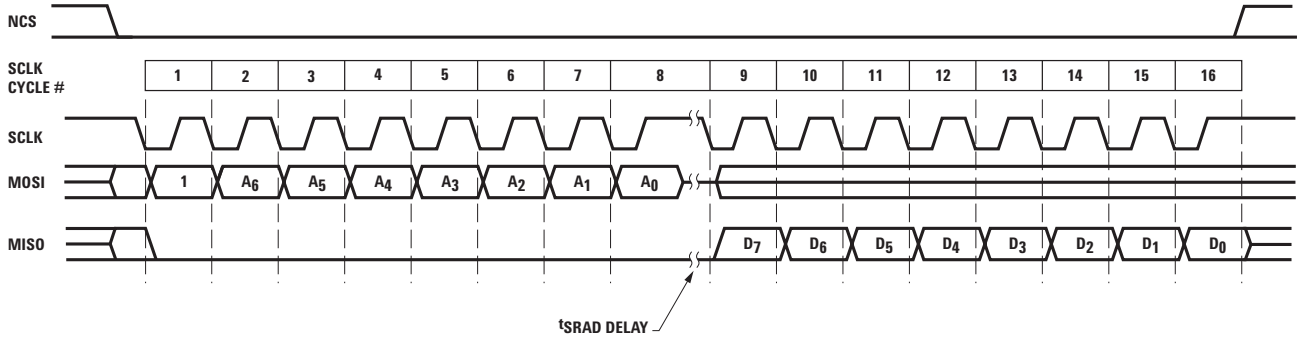 NCS
SCLK
CYCLE #
1 2 3 4 5 6 7 8 9 10 11 12 13 14 15 16
SCLK
MOSI 1 A6 A5 A4 A3 A2 A1 A0
MISO D7 D6 D5 D4 D3 D2 D1 D0
tSRAD DELAY